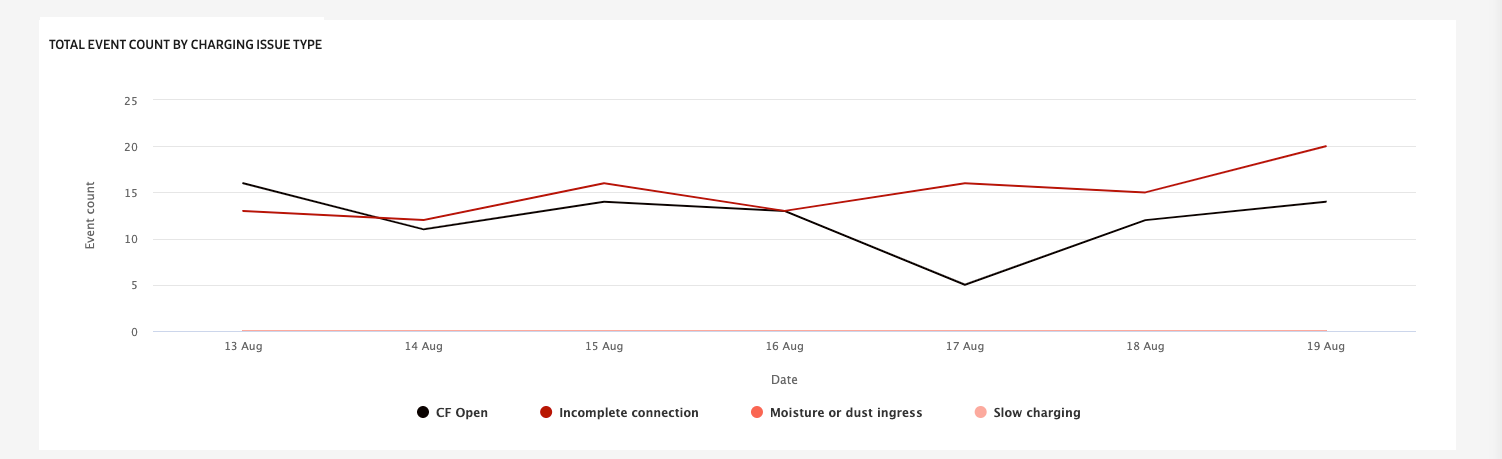 TOTAL EVENT COUNT BY CHARGING ISSUE TYPE
25
20
15
10
5
0
Event count
13 Aug 14 Aug 15 Aug 16 Aug 17 Aug 18 Aug 19 Aug
Date
CF Open Incomplete connection Moisture or dust ingress Slow charging